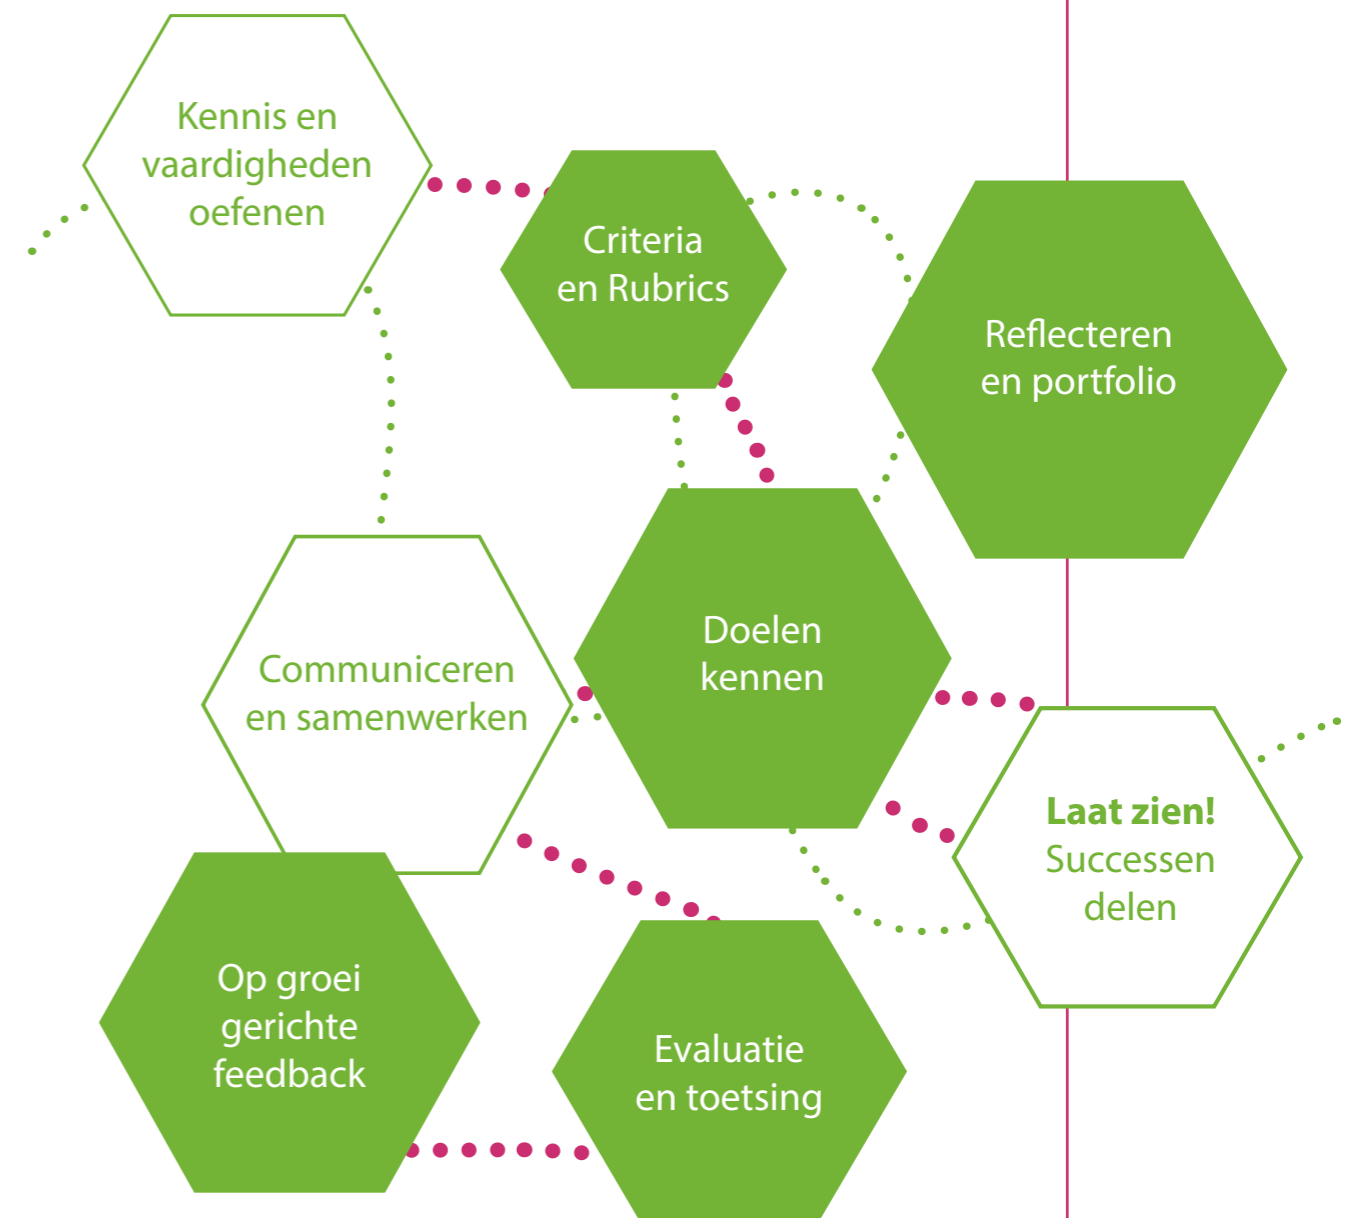 Kennis en
vaardigheden
oefenen
Criteria
en Rubrics
Reflecteren
en portfolio
Doelen
kennen
Communiceren
en samenwerken
Laat zien!
Successen
delen
Op groei
gerichte
feedback
Evaluatie
en toetsing